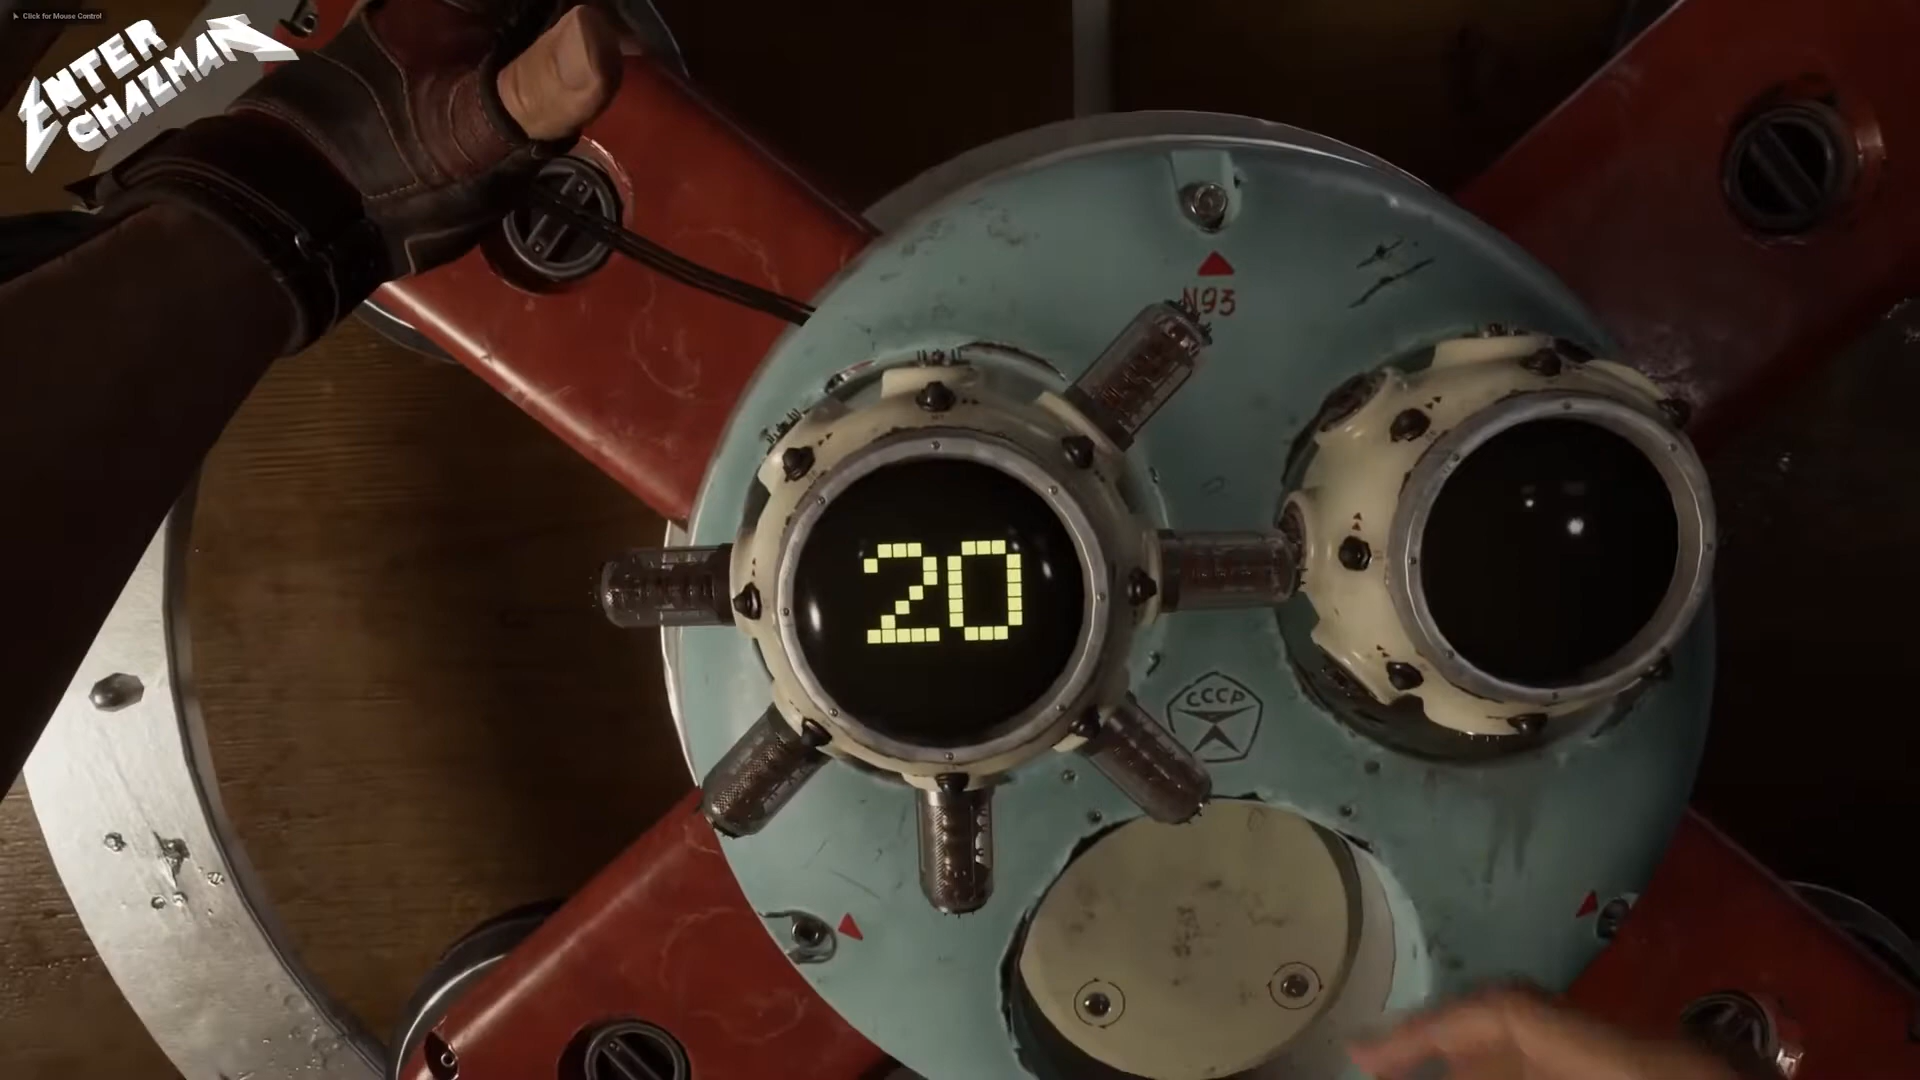 Click for Mouse Control
ENTER
CHAZMAN
N93
20
СССР